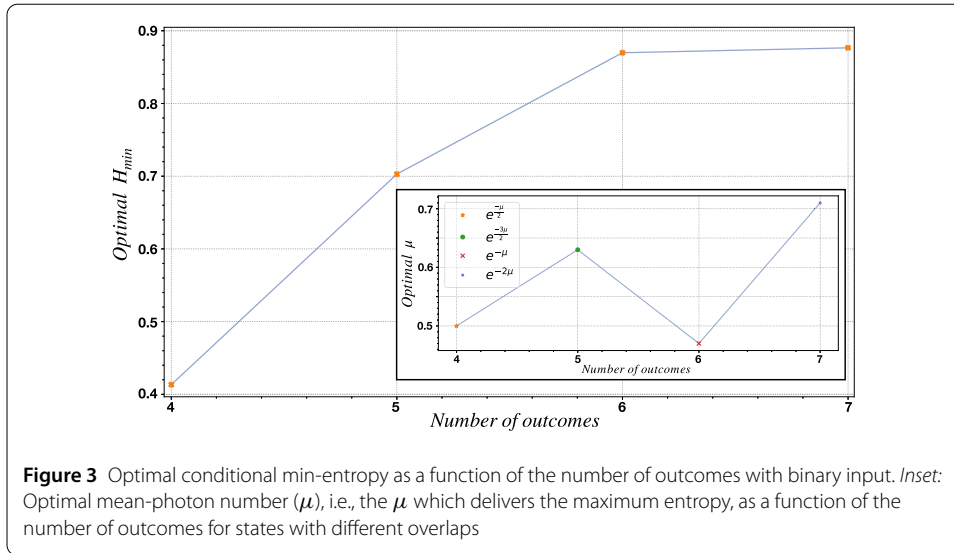 0.9
0.8
0.7
0.6
0.5
0.4
Optimal H_min
4 5 6 7
Number of outcomes
0.7
0.6
0.5
Optimal μ
e^{-μ/2}
e^{-3μ/2}
e^{-μ}
e^{-2μ}
4 5 6 7
Number of outcomes
Figure 3 Optimal conditional min-entropy as a function of the number of outcomes with binary input. Inset:
Optimal mean-photon number (μ), i.e., the μ which delivers the maximum entropy, as a function of the
number of outcomes for states with different overlaps